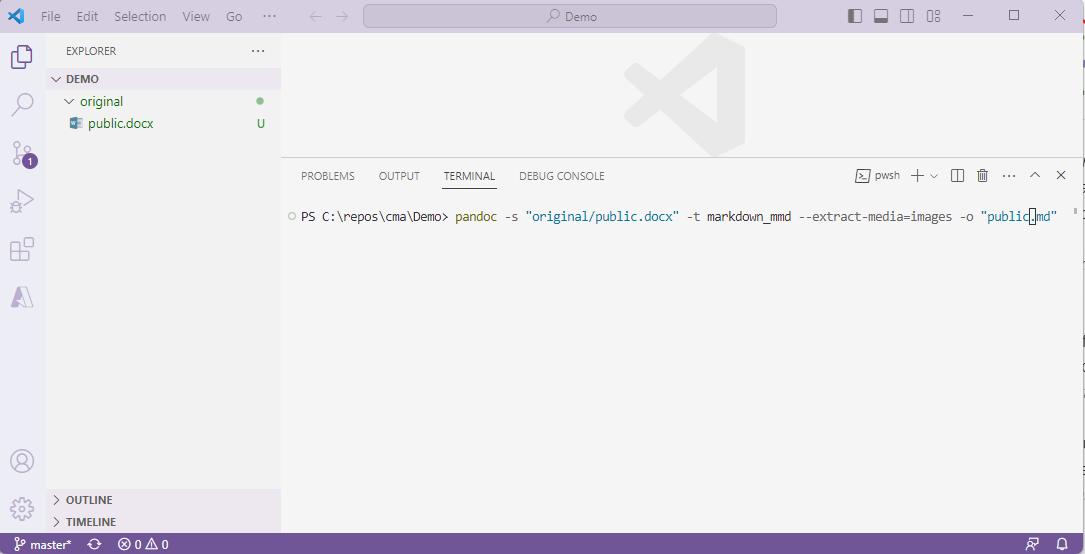 File Edit Selection View Go ··· Demo
EXPLORER ···
DEMO
original
public.docx U
1
PROBLEMS OUTPUT TERMINAL DEBUG CONSOLE pwsh ···
PS C:\repos\cma\Demo> pandoc -s "original/public.docx" -t markdown_mmd --extract-media=images -o "public.md"
OUTLINE
TIMELINE
master* 0 0